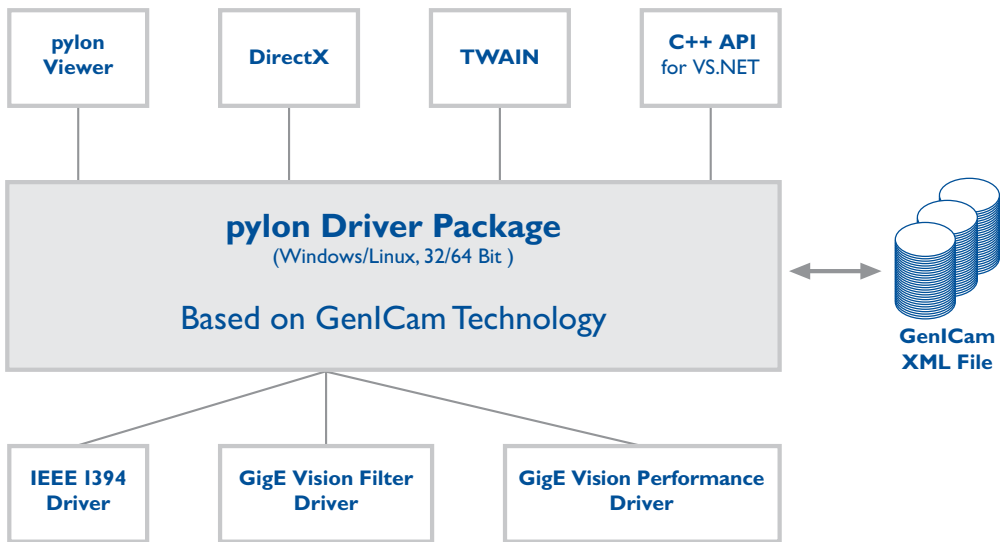 pylon
Viewer
DirectX
TWAIN
C++ API
for VS.NET
pylon Driver Package
(Windows/Linux, 32/64 Bit )
Based on GenICam Technology
GenICam
XML File
IEEE 1394
Driver
GigE Vision Filter
Driver
GigE Vision Performance
Driver